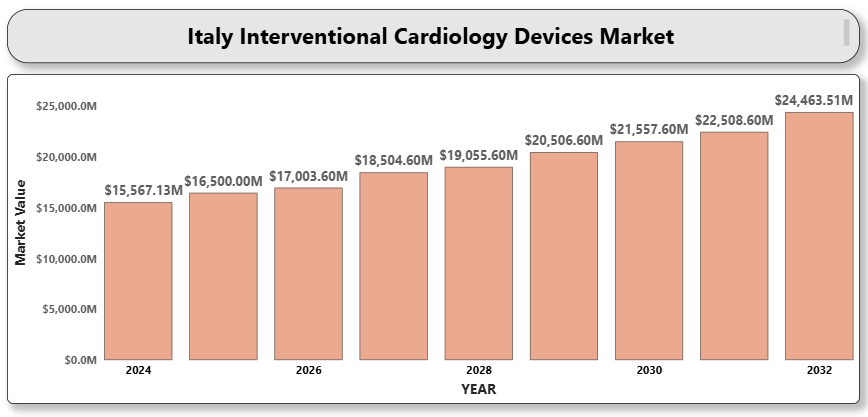 Italy Interventional Cardiology Devices Market
$25,000.0M
$20,000.0M
$15,000.0M
$10,000.0M
$5,000.0M
$0.0M
Market Value
$15,567.13M
$16,500.00M
$17,003.60M
$18,504.60M
$19,055.60M
$20,506.60M
$21,557.60M
$22,508.60M
$24,463.51M
2024
2026
2028
2030
2032
YEAR